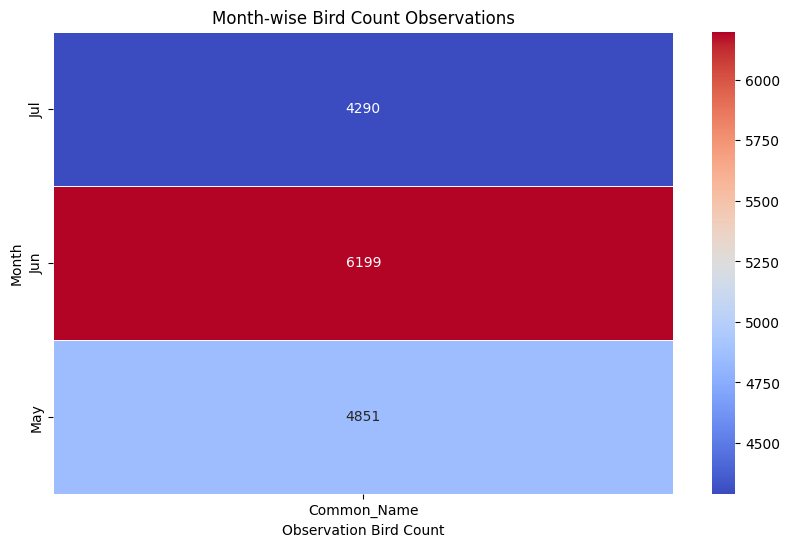 Month-wise Bird Count Observations
Month
Jul
4290
Jun
6199
May
4851
Common_Name
Observation Bird Count
6000
5750
5500
5250
5000
4750
4500